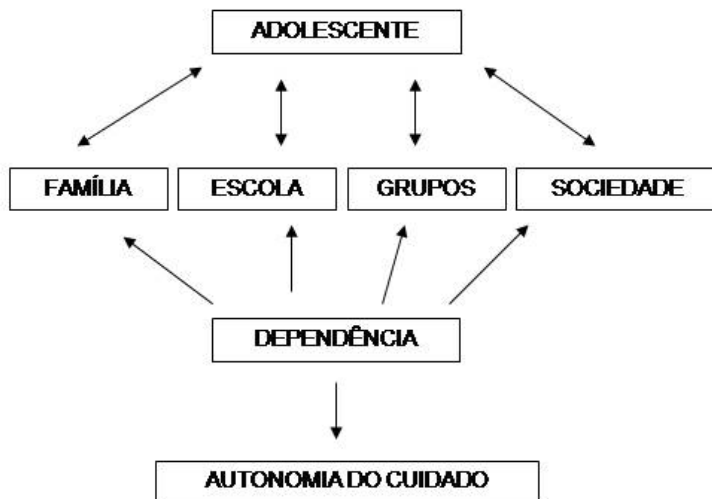 ADOLESCENTE
FAMÍLIA ESCOLA GRUPOS SOCIEDADE
DEPENDÊNCIA
AUTONOMIA DO CUIDADO